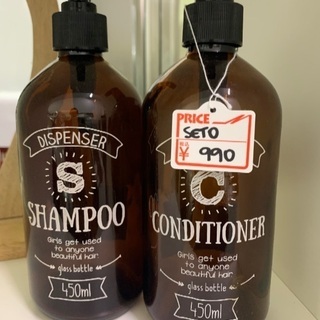 DISPENSER
S
SHAMPOO
Girls get used
to anyone
beautiful hair
glass bottle
450ml
PRICE
SETO
¥ 990
C
CONDITIONER
Girls get used
to anyone
beautiful hair
glass bottle
450ml